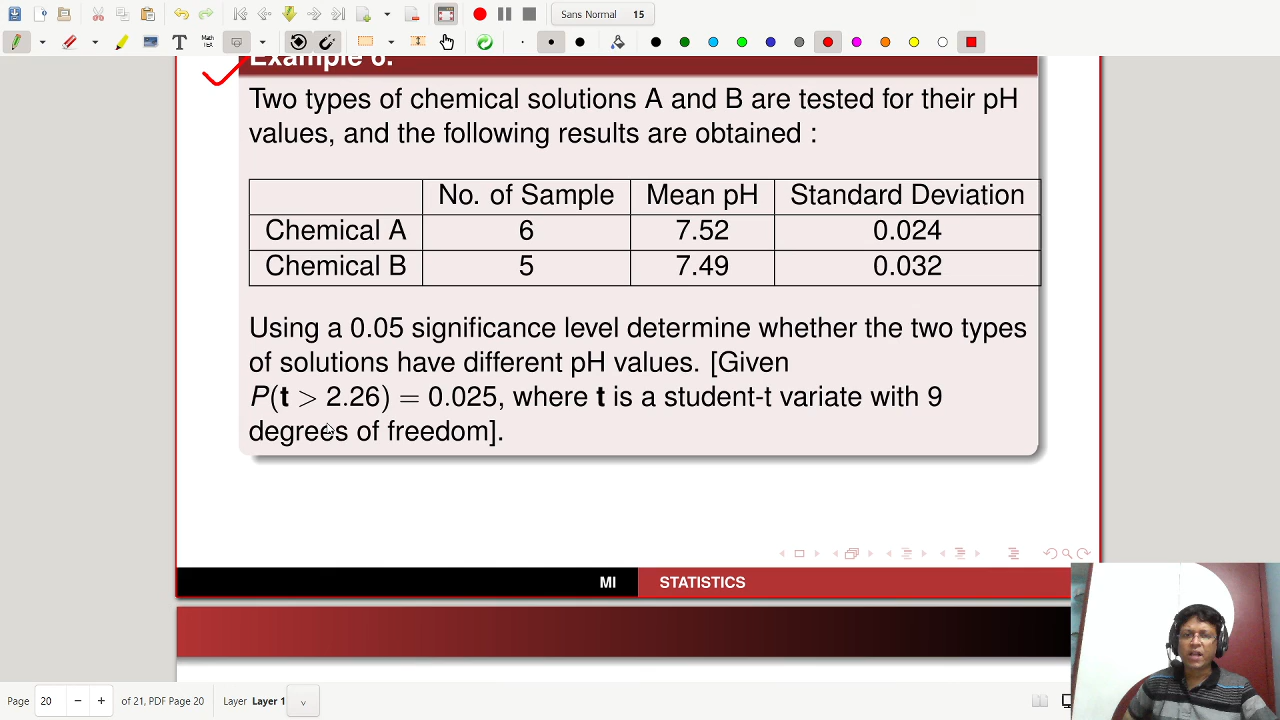 Sans Normal 15
Example 6.
Two types of chemical solutions A and B are tested for their pH
values, and the following results are obtained :
No. of Sample Mean pH Standard Deviation
Chemical A 6 7.52 0.024
Chemical B 5 7.49 0.032
Using a 0.05 significance level determine whether the two types
of solutions have different pH values. [Given
P(t > 2.26) = 0.025, where t is a student-t variate with 9
degrees of freedom].
MI STATISTICS
Page 20 of 21, PDF Page 20 Layer Layer 1